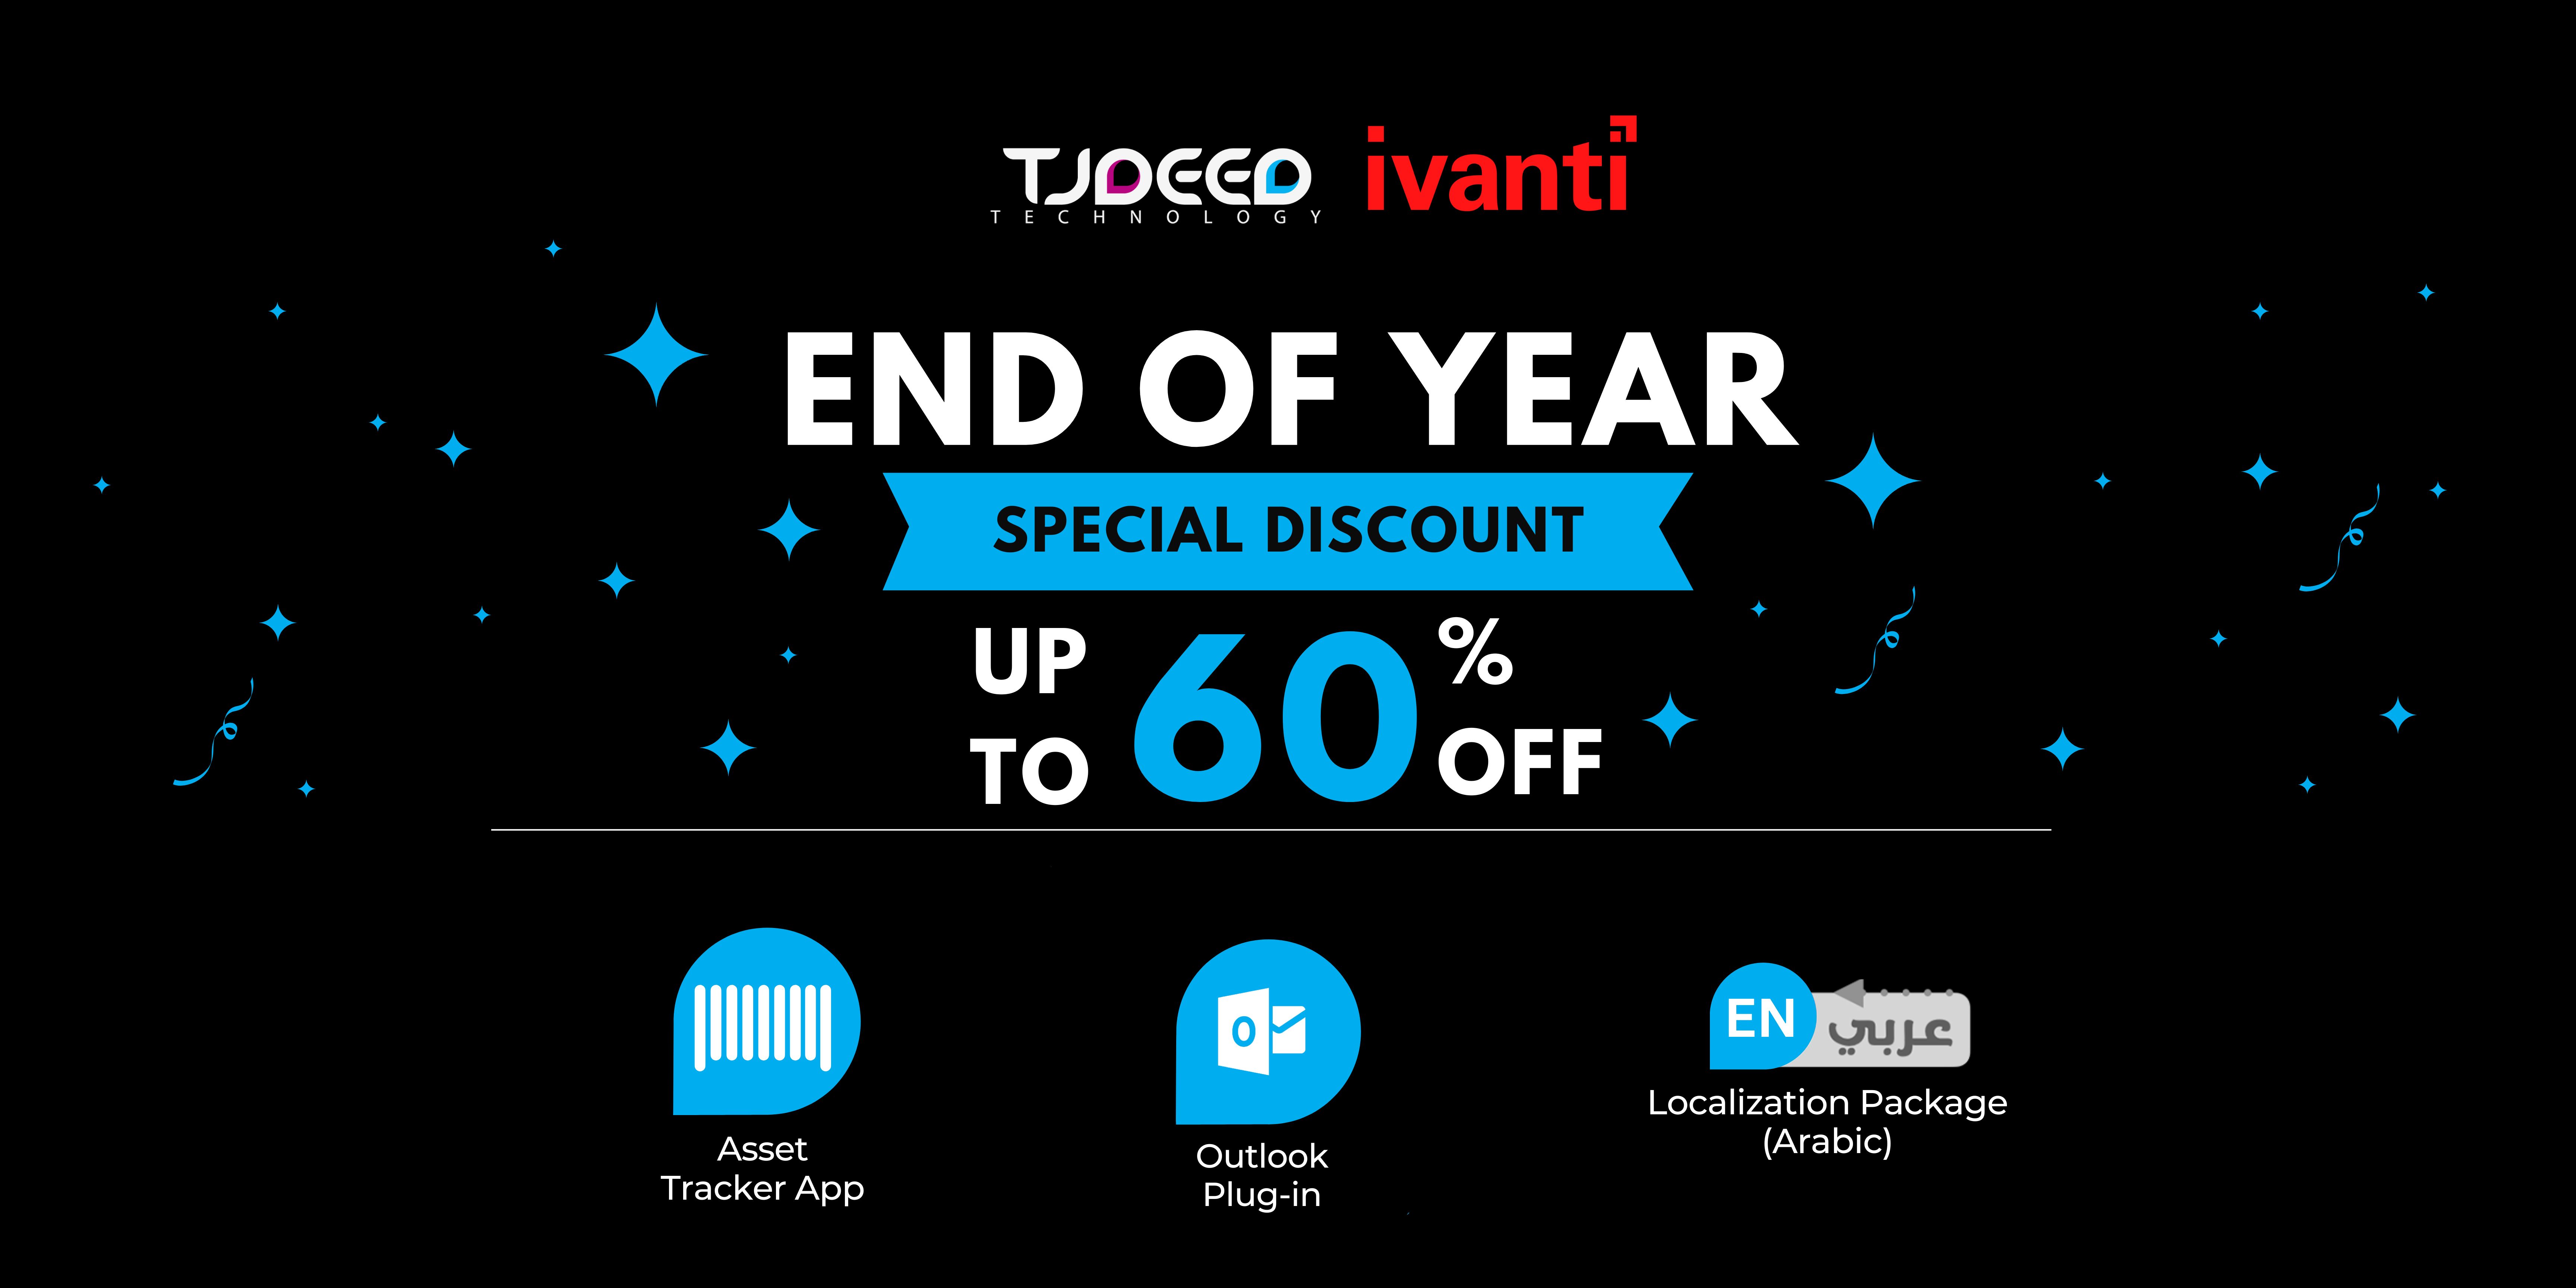 TJDEED
TECHNOLOGY
ivanti
END OF YEAR
SPECIAL DISCOUNT
UP
TO
60
%
OFF
Asset
Tracker App
O
Outlook
Plug-in
EN
عربي
Localization Package
(Arabic)